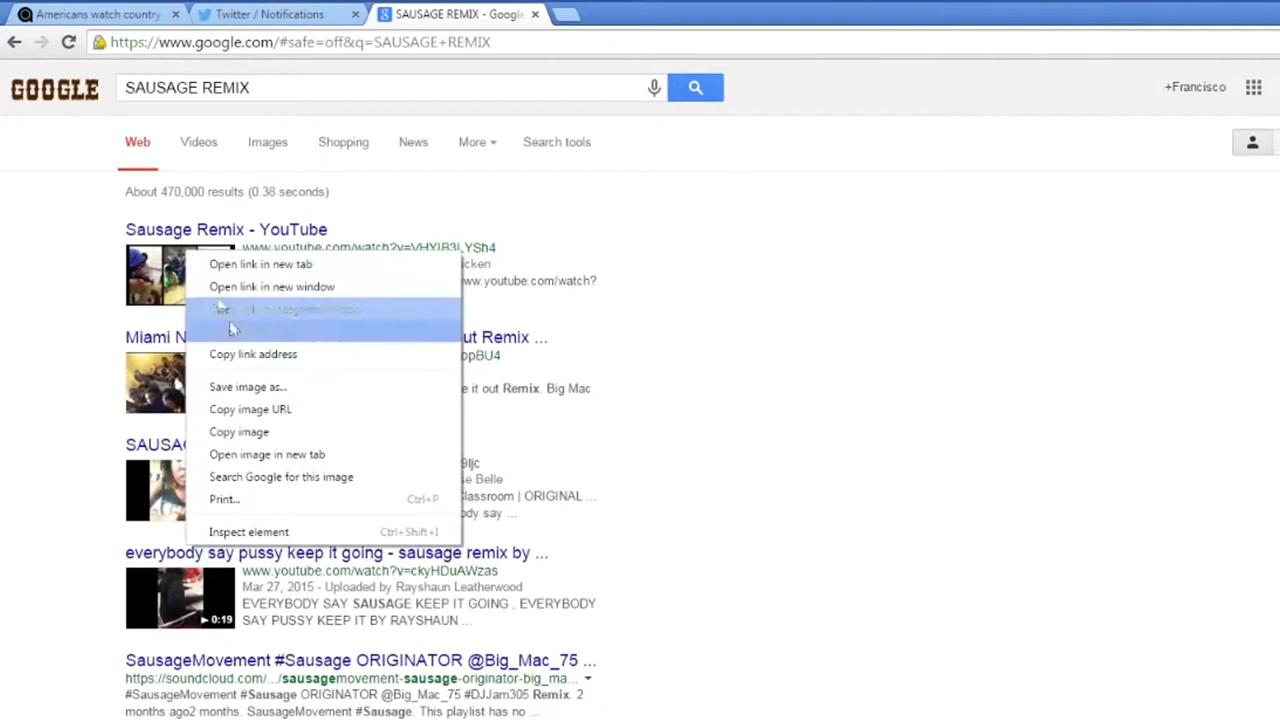 Americans watch country
Twitter / Notifications
SAUSAGE REMIX - Google
https://www.google.com/#safe=off&q=SAUSAGE+REMIX
GOOGLE
SAUSAGE REMIX
+Francisco
Web
Videos
Images
Shopping
News
More
Search tools
About 470,000 results (0.38 seconds)
Sausage Remix - YouTube
Open link in new tab
Open link in new window
Copy link address
Save image as...
Copy image URL
Copy image
Open image in new tab
Search Google for this image
Print... Ctrl+P
Inspect element Ctrl+Shift+I
icken
ww.youtube.com/watch?
Miami N
ut Remix ...
opBU4
e it out Remix. Big Mac
SAUSA
9Ijc
se Belle
Classroom | ORIGINAL ...
body say ...
everybody say pussy keep it going - sausage remix by ...
www.youtube.com/watch?v=ckyHDuAWzas
Mar 27, 2015 - Uploaded by Rayshaun Leatherwood
EVERYBODY SAY SAUSAGE KEEP IT GOING , EVERYBODY
SAY PUSSY KEEP IT BY RAYSHAUN ...
0:19
SausageMovement #Sausage ORIGINATOR @Big_Mac_75 ...
https://soundcloud.com/.../sausagemovement-sausage-originator-big_ma...
#SausageMovement #Sausage ORIGINATOR @Big_Mac_75 #DJJam305 Remix. 2
months ago2 months. SausageMovement #Sausage. This playlist has no ...